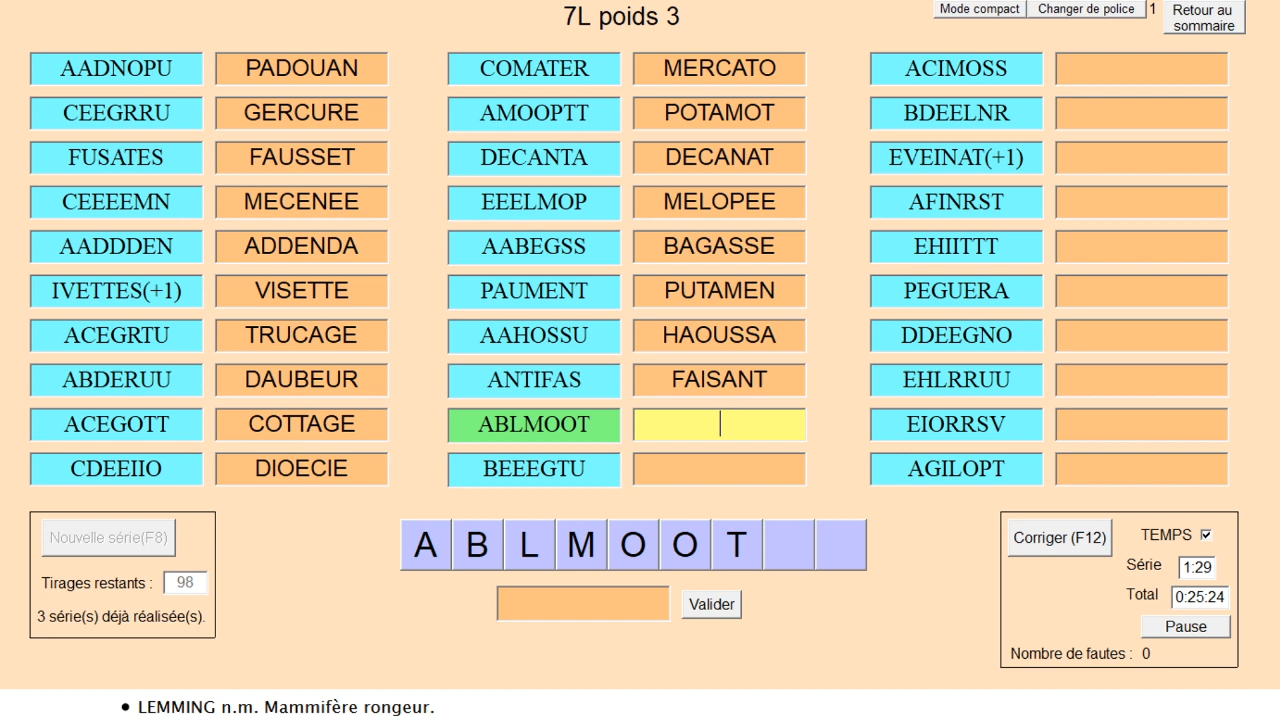 7L poids 3
Mode compact
Changer de police
1
Retour au
sommaire
AADNOPU PADOUAN COMATER MERCATO ACIMOSS
CEEGRRU GERCURE AMOOPTT POTAMOT BDEELNR
FUSATES FAUSSET DECANTA DECANAT EVEINAT(+1)
CEEEEMN MECENEE EEELMOP MELOPEE AFINRST
AADDDEN ADDENDA AABEGSS BAGASSE EHIITTT
IVETTES(+1) VISETTE PAUMENT PUTAMEN PEGUERA
ACEGRTU TRUCAGE AAHOSSU HAOUSSA DDEEGNO
ABDERUU DAUBEUR ANTIFAS FAISANT EHLRRUU
ACEGOTT COTTAGE ABLMOOT EIORRSV
CDEEIIO DIOECIE BEEEGTU AGILOPT
Nouvelle série(F8)
Tirages restants : 98
3 série(s) déjà réalisée(s).
A B L M O O T
Valider
Corriger (F12)
TEMPS
Série 1:29
Total 0:25:24
Pause
Nombre de fautes : 0
• LEMMING n.m. Mammifère rongeur.